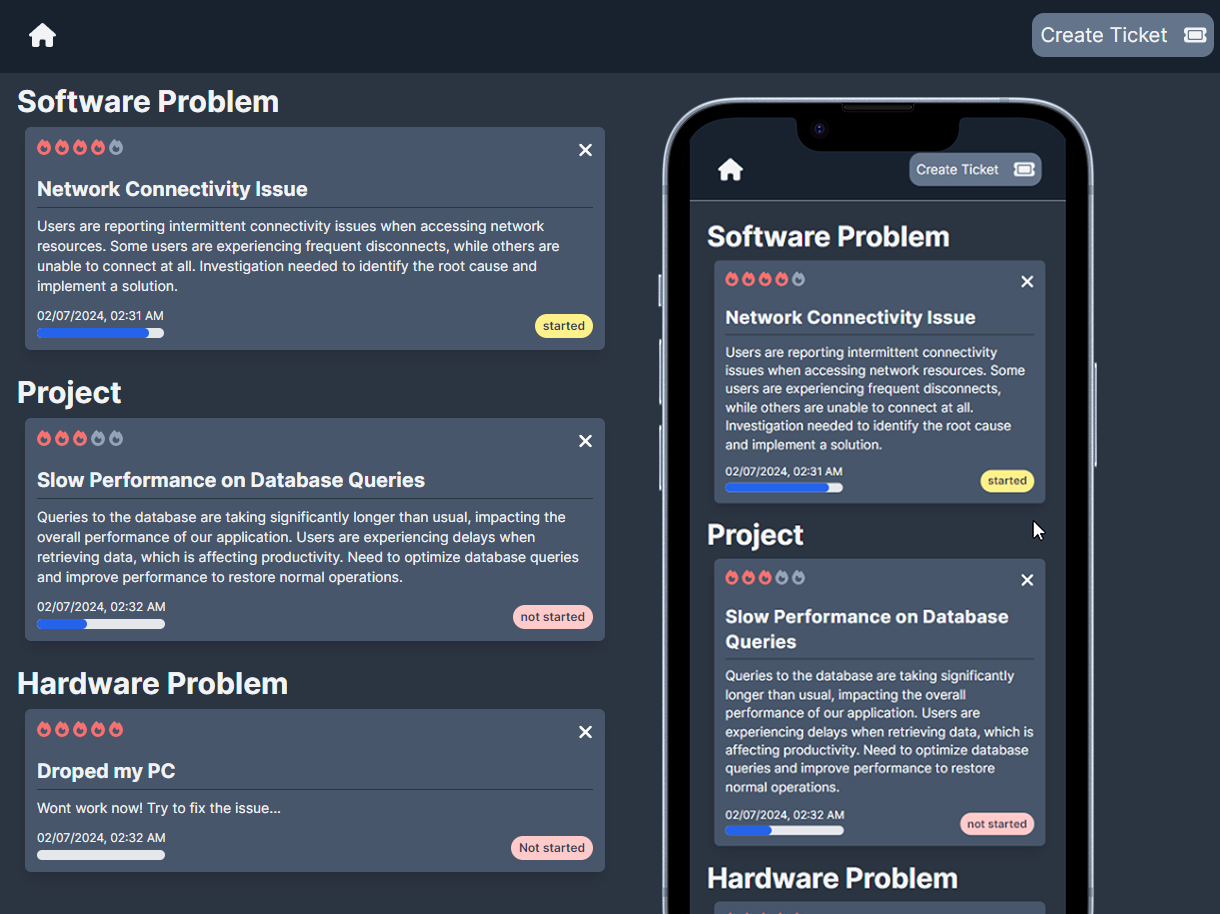 Create Ticket
Software Problem
Network Connectivity Issue
Users are reporting intermittent connectivity issues when accessing network
resources. Some users are experiencing frequent disconnects, while others are
unable to connect at all. Investigation needed to identify the root cause and
implement a solution.
02/07/2024, 02:31 AM
started
Project
Slow Performance on Database Queries
Queries to the database are taking significantly longer than usual, impacting the
overall performance of our application. Users are experiencing delays when
retrieving data, which is affecting productivity. Need to optimize database queries
and improve performance to restore normal operations.
02/07/2024, 02:32 AM
not started
Hardware Problem
Droped my PC
Wont work now! Try to fix the issue...
02/07/2024, 02:32 AM
Not started
Create Ticket
Software Problem
Network Connectivity Issue
Users are reporting intermittent connectivity
issues when accessing network resources. Some
users are experiencing frequent disconnects,
while others are unable to connect at all.
Investigation needed to identify the root cause
and implement a solution.
02/07/2024, 02:31 AM
started
Project
Slow Performance on Database
Queries
Queries to the database are taking significantly
longer than usual, impacting the overall
performance of our application. Users are
experiencing delays when retrieving data, which is
affecting productivity. Need to optimize database
queries and improve performance to restore
normal operations.
02/07/2024, 02:32 AM
not started
Hardware Problem